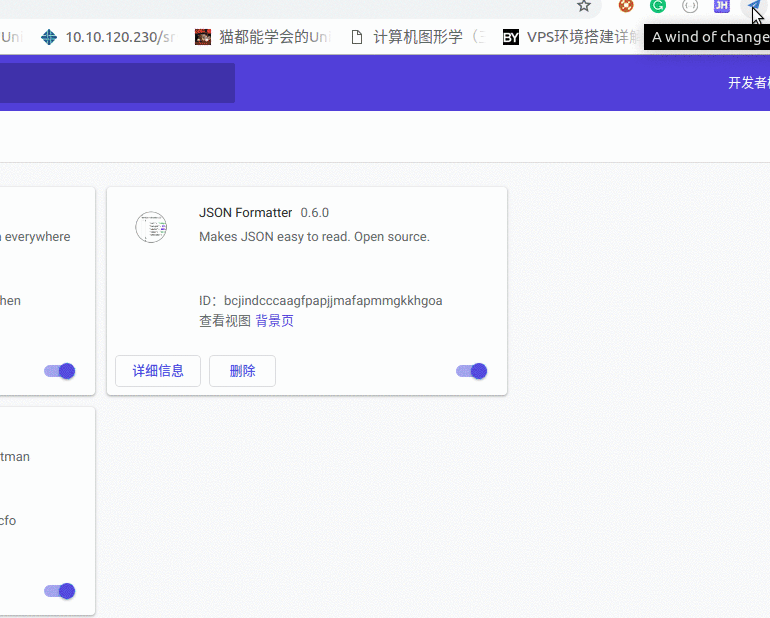 JH
10.10.120.230/sr
猫都能学会的Uni
计算机图形学
BY VPS环境搭建详解
A wind of change
开发者
JSON Formatter 0.6.0
everywhere
Makes JSON easy to read. Open source.
hen
ID：bcjindcccaagfpapjjmafapmmgkkhgoa
查看视图 背景页
详细信息 删除
tman
cfo